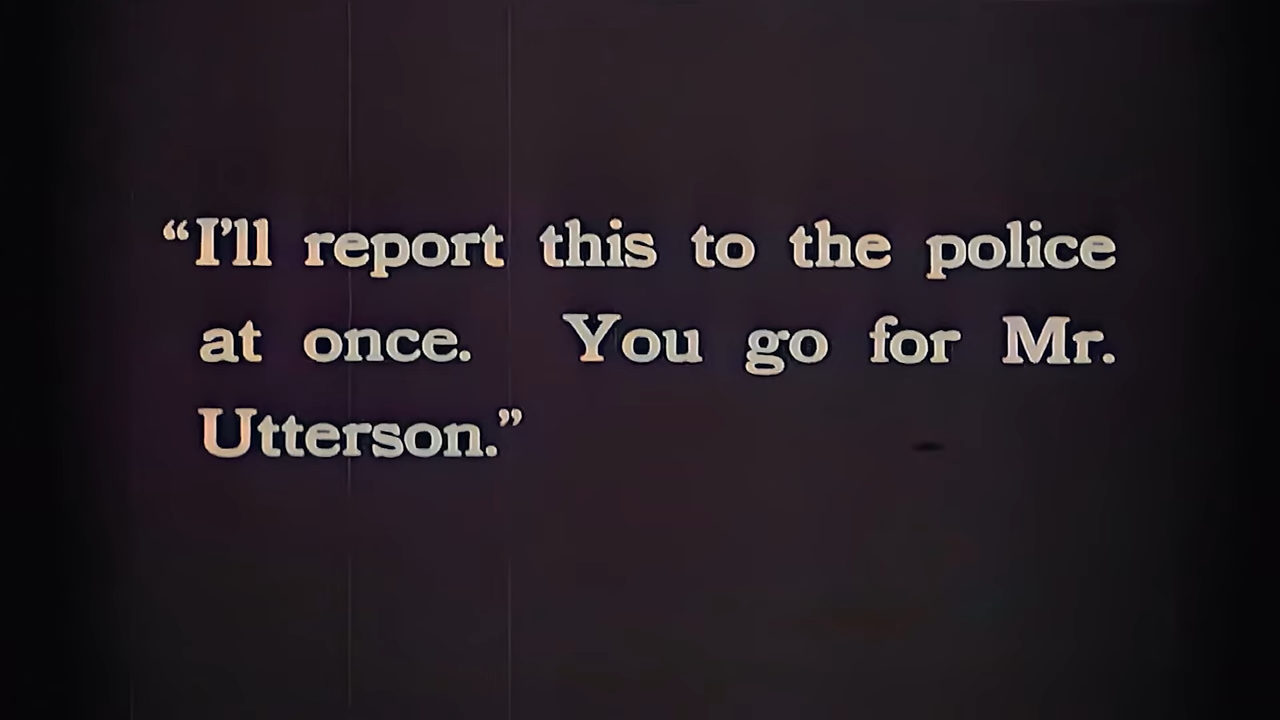 “I’ll report this to the police
at once. You go for Mr.
Utterson.”